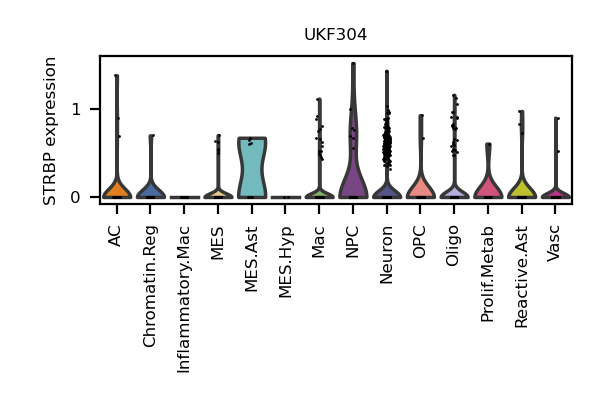 UKF304
STRBP expression
1
0
AC
Chromatin.Reg
Inflammatory.Mac
MES
MES.Ast
MES.Hyp
Mac
NPC
Neuron
OPC
Oligo
Prolif.Metab
Reactive.Ast
Vasc